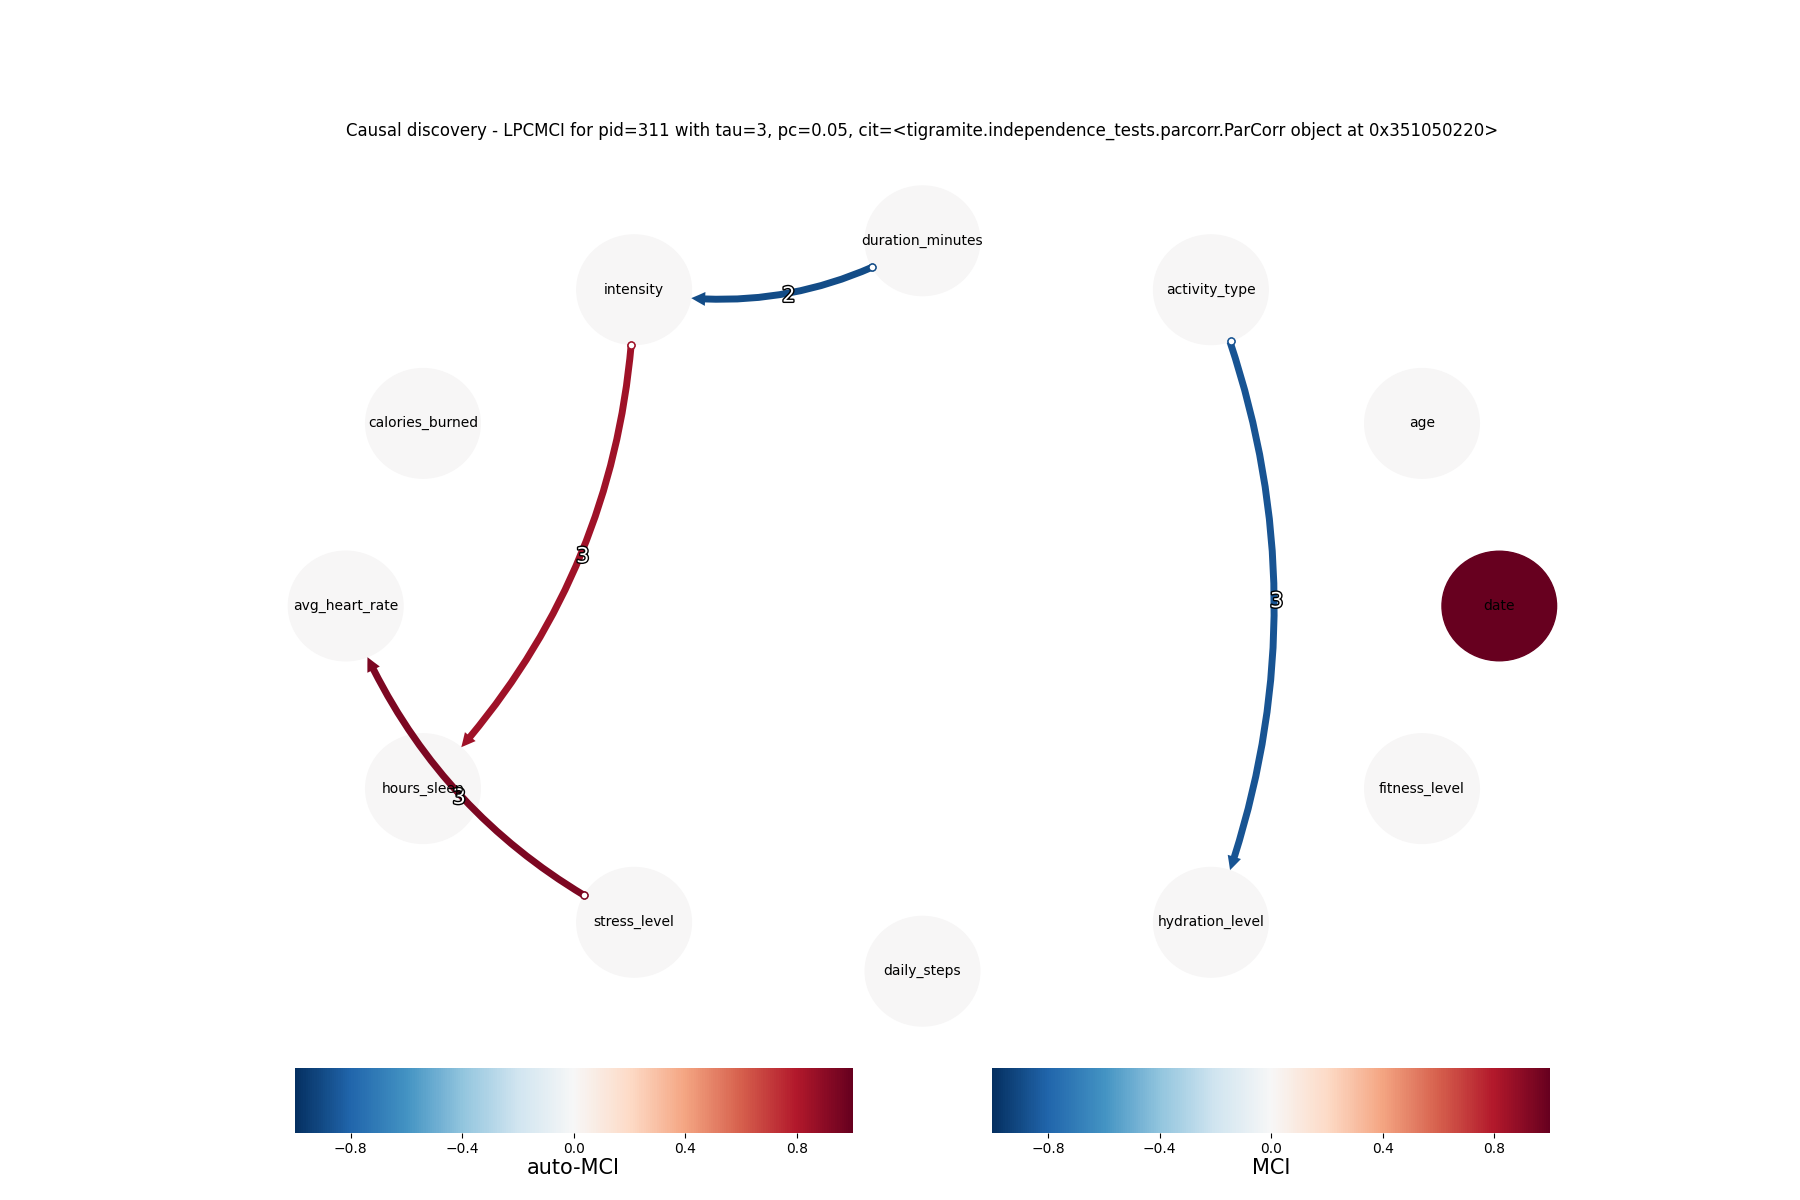 Causal discovery - LPCMCI for pid=311 with tau=3, pc=0.05, cit=<tigramite.independence_tests.parcorr.ParCorr object at 0x351050220>
duration_minutes
intensity
activity_type
2
calories_burned
age
3
3
avg_heart_rate
date
hours_sleep
3
fitness_level
stress_level
hydration_level
daily_steps
−0.8 −0.4 0.0 0.4 0.8
auto-MCI
−0.8 −0.4 0.0 0.4 0.8
MCI